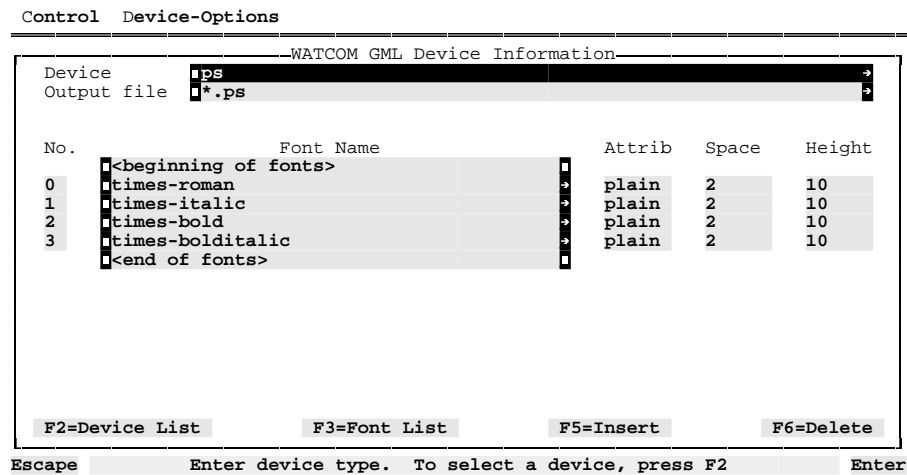 Control Device-Options
WATCOM GML Device Information
Device ps
Output file *.ps
No. Font Name Attrib Space Height
<beginning of fonts>
0 times-roman plain 2 10
1 times-italic plain 2 10
2 times-bold plain 2 10
3 times-bolditalic plain 2 10
<end of fonts>
F2=Device List F3=Font List F5=Insert F6=Delete
Escape Enter device type. To select a device, press F2 Enter